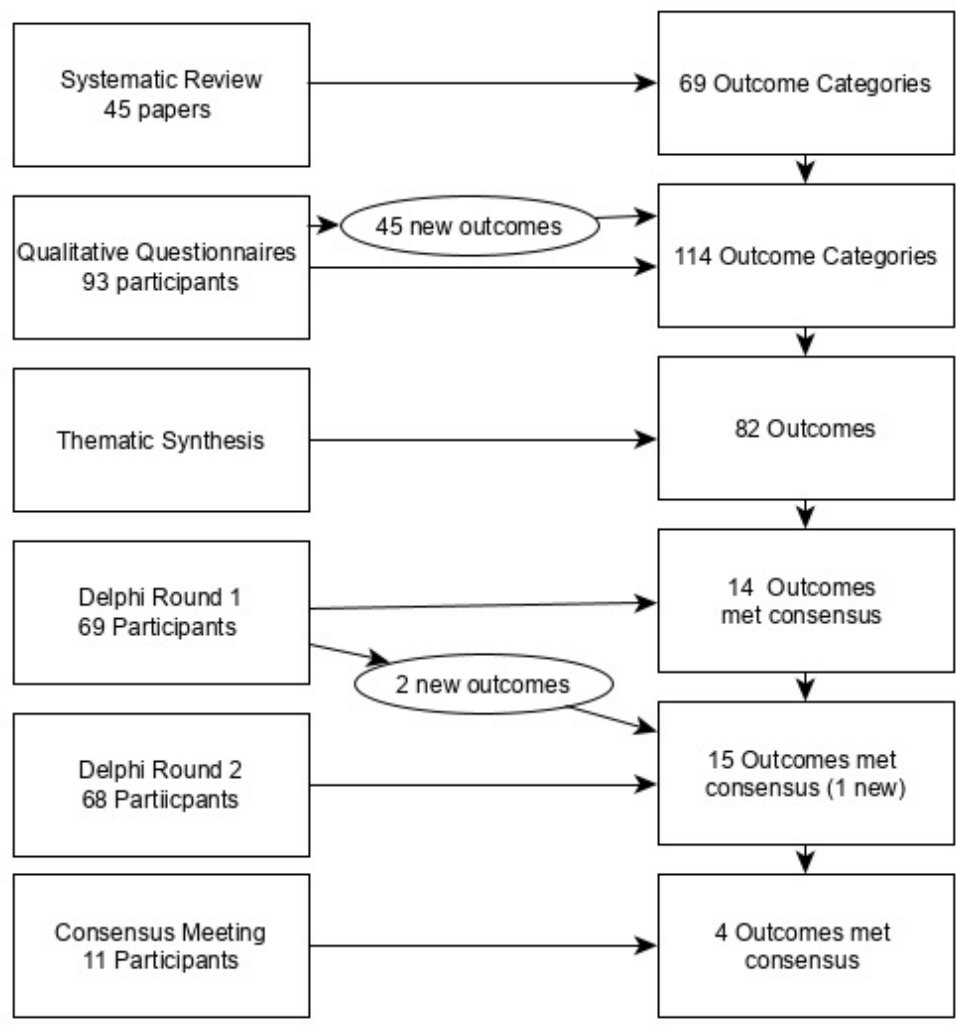 Systematic Review
45 papers
69 Outcome Categories
Qualitative Questionnaires
93 participants
45 new outcomes
114 Outcome Categories
Thematic Synthesis
82 Outcomes
Delphi Round 1
69 Participants
14 Outcomes
met consensus
2 new outcomes
Delphi Round 2
68 Partiicpants
15 Outcomes met
consensus (1 new)
Consensus Meeting
11 Participants
4 Outcomes met
consensus